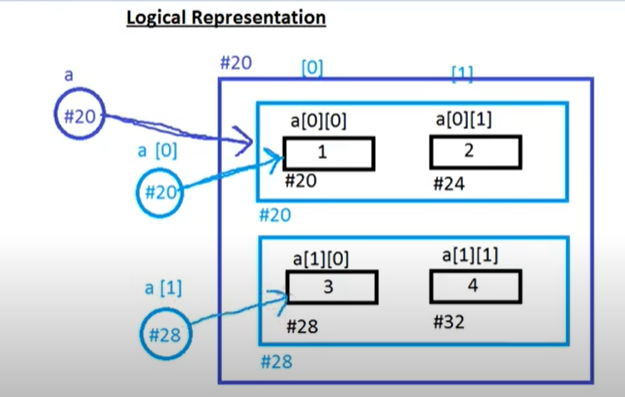 Logical Representation
#20 [0] [1]
a
#20
a[0][0] a[0][1]
1 2
a [0]
#20
#20 #24
#20
a[1][0] a[1][1]
3 4
a [1]
#28
#28 #32
#28